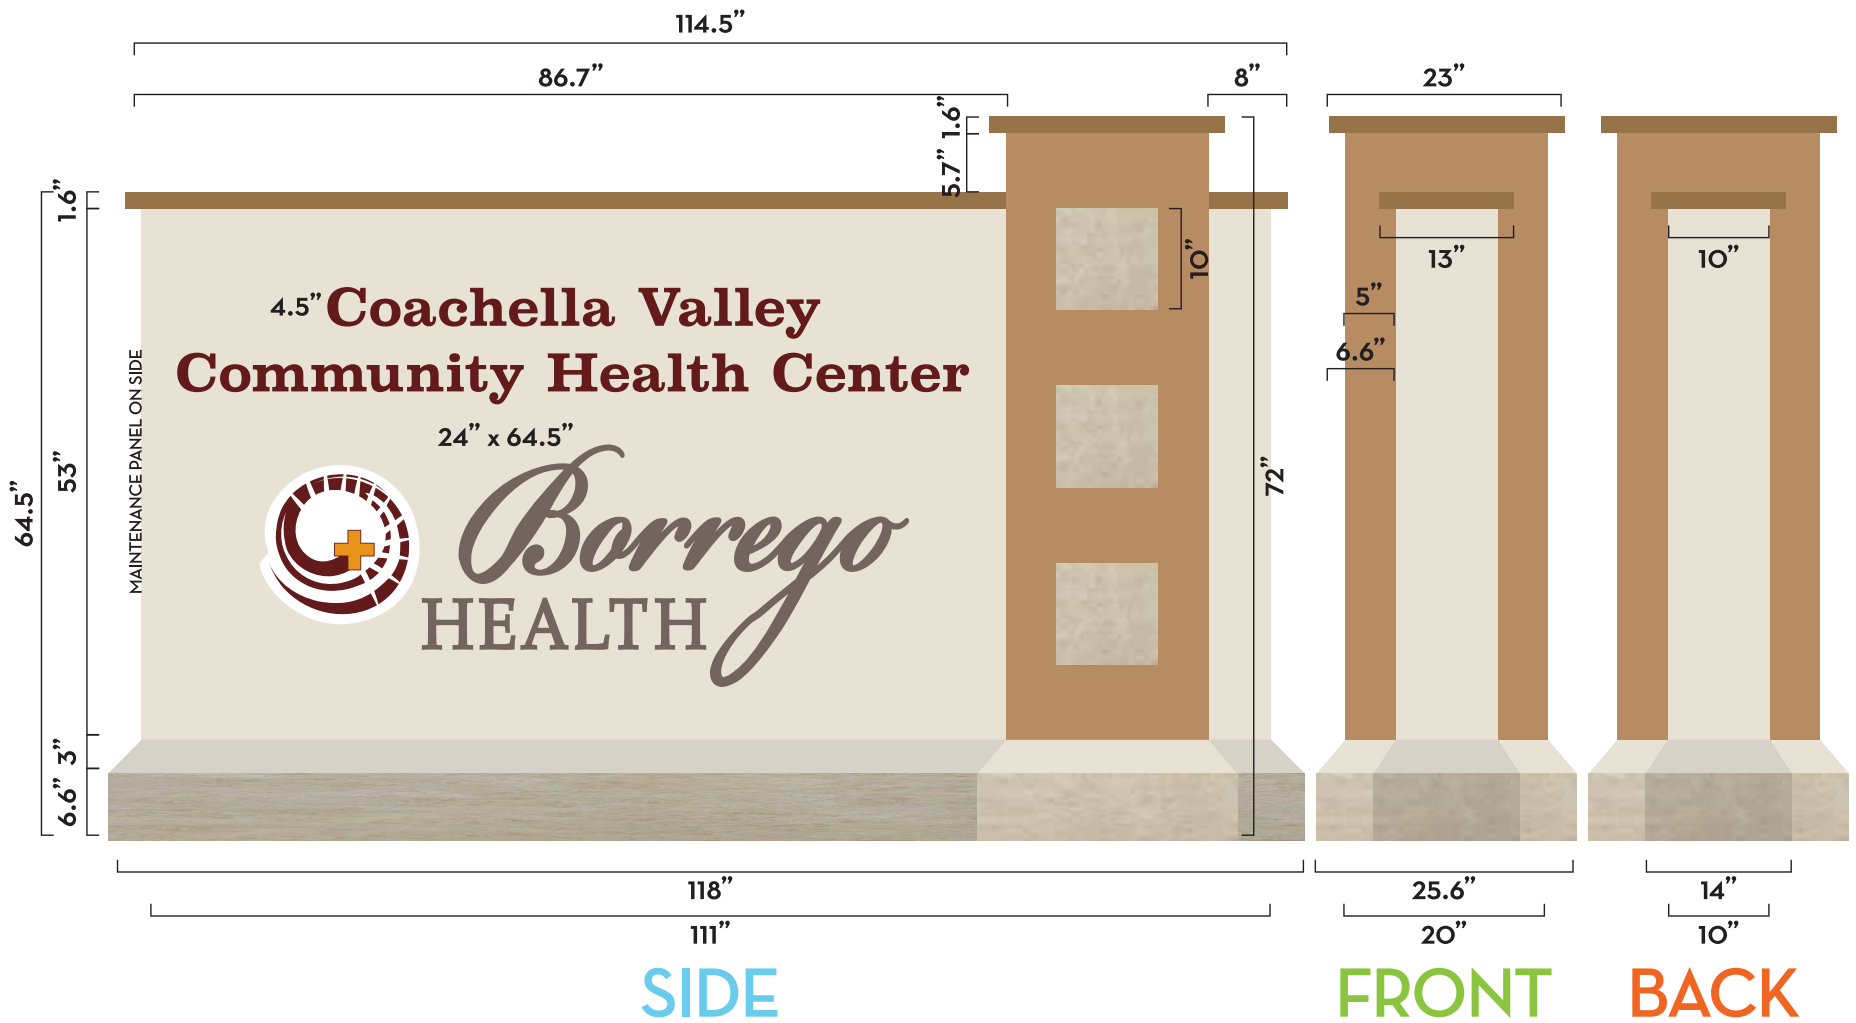 114.5”
86.7”
8”
23”
1.6”
5.7”
1.6”
10”
13”
10”
5”
6.6”
4.5”
Coachella Valley
Community Health Center
24” x 64.5”
Borrego
HEALTH
MAINTENANCE PANEL ON SIDE
53”
64.5”
72”
3”
6.6”
118”
25.6”
14”
111”
20”
10”
SIDE
FRONT
BACK